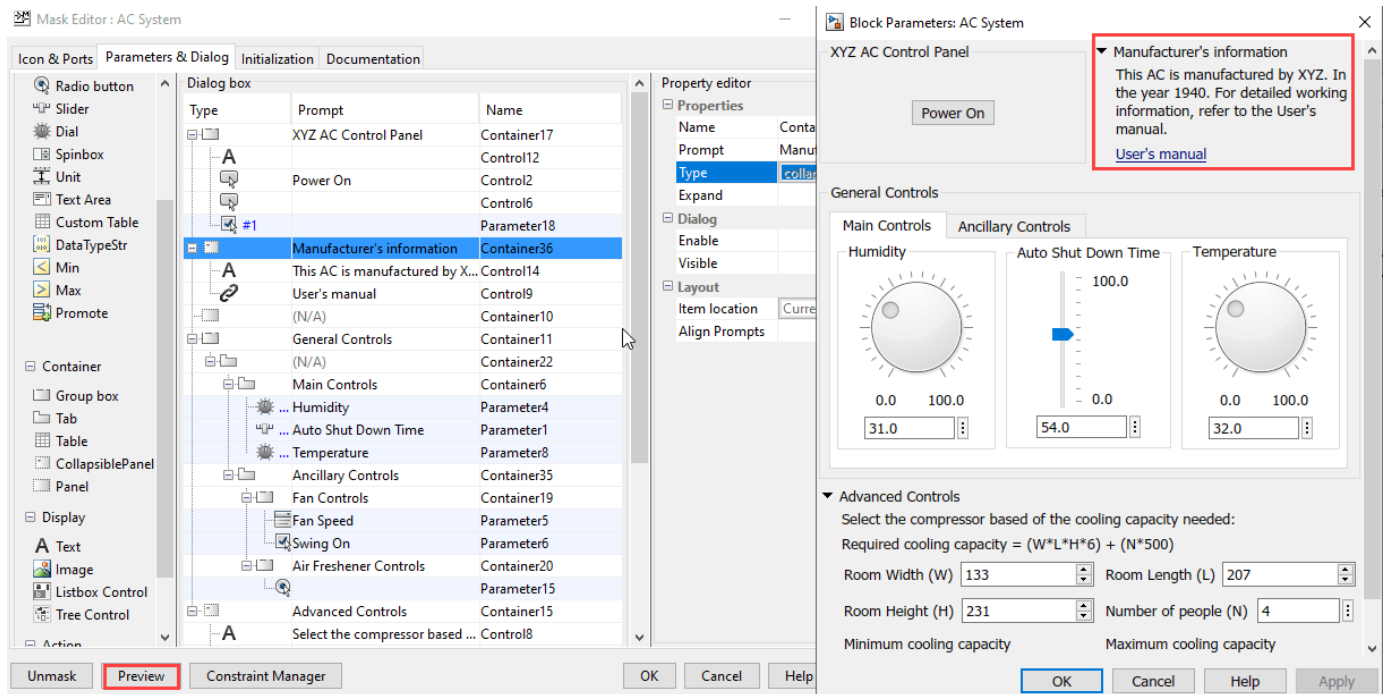 Mask Editor : AC System
Icon & Ports Parameters & Dialog Initialization Documentation
Radio button
Slider
Dial
Spinbox
Unit
Text Area
Custom Table
DataTypeStr
Min
Max
Promote
Container
Group box
Tab
Table
CollapsiblePanel
Panel
Display
Text
Image
Listbox Control
Tree Control
Action
Dialog box
Type Prompt Name
XYZ AC Control Panel Container17
A Control12
Power On Control2
Control6
#1 Parameter18
Manufacturer's information Container36
A This AC is manufactured by X... Control14
User's manual Control9
(N/A) Container10
General Controls Container11
(N/A) Container22
Main Controls Container6
... Humidity Parameter4
... Auto Shut Down Time Parameter1
... Temperature Parameter8
Ancillary Controls Container35
Fan Controls Container19
Fan Speed Parameter5
Swing On Parameter6
Air Freshener Controls Container20
Parameter15
Advanced Controls Container15
A Select the compressor based ... Control8
Property editor
Properties
Name Conta
Prompt Manuf
Type collap
Expand
Dialog
Enable
Visible
Layout
Item location Curre
Align Prompts
Unmask Preview Constraint Manager OK Cancel Help
Block Parameters: AC System
XYZ AC Control Panel
Power On
Manufacturer's information
This AC is manufactured by XYZ. In
the year 1940. For detailed working
information, refer to the User's
manual.
User's manual
General Controls
Main Controls Ancillary Controls
Humidity Auto Shut Down Time Temperature
100.0
0.0 100.0 0.0 0.0 100.0
31.0 54.0 32.0
Advanced Controls
Select the compressor based of the cooling capacity needed:
Required cooling capacity = (W*L*H*6) + (N*500)
Room Width (W) 133 Room Length (L) 207
Room Height (H) 231 Number of people (N) 4
Minimum cooling capacity Maximum cooling capacity
OK Cancel Help Apply